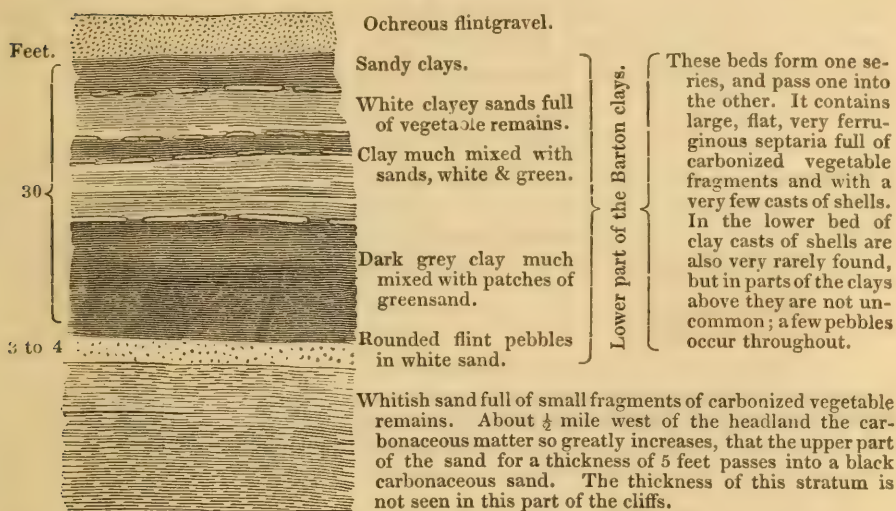 Ochreous flintgravel.
Feet.
Sandy clays.
White clayey sands full
of vegetable remains.
Clay much mixed with
sands, white & green.
30
Dark grey clay much
mixed with patches of
greensand.
3 to 4
Rounded flint pebbles
in white sand.
Lower part of the Barton clays.
These beds form one se-
ries, and pass one into
the other. It contains
large, flat, very ferru-
ginous septaria full of
carbonized vegetable
fragments and with a
very few casts of shells.
In the lower bed of
clay casts of shells are
also very rarely found,
but in parts of the clays
above they are not un-
common; a few pebbles
occur throughout.
Whitish sand full of small fragments of carbonized vegetable
remains. About ½ mile west of the headland the car-
bonaceous matter so greatly increases, that the upper part
of the sand for a thickness of 5 feet passes into a black
carbonaceous sand. The thickness of this stratum is
not seen in this part of the cliffs.